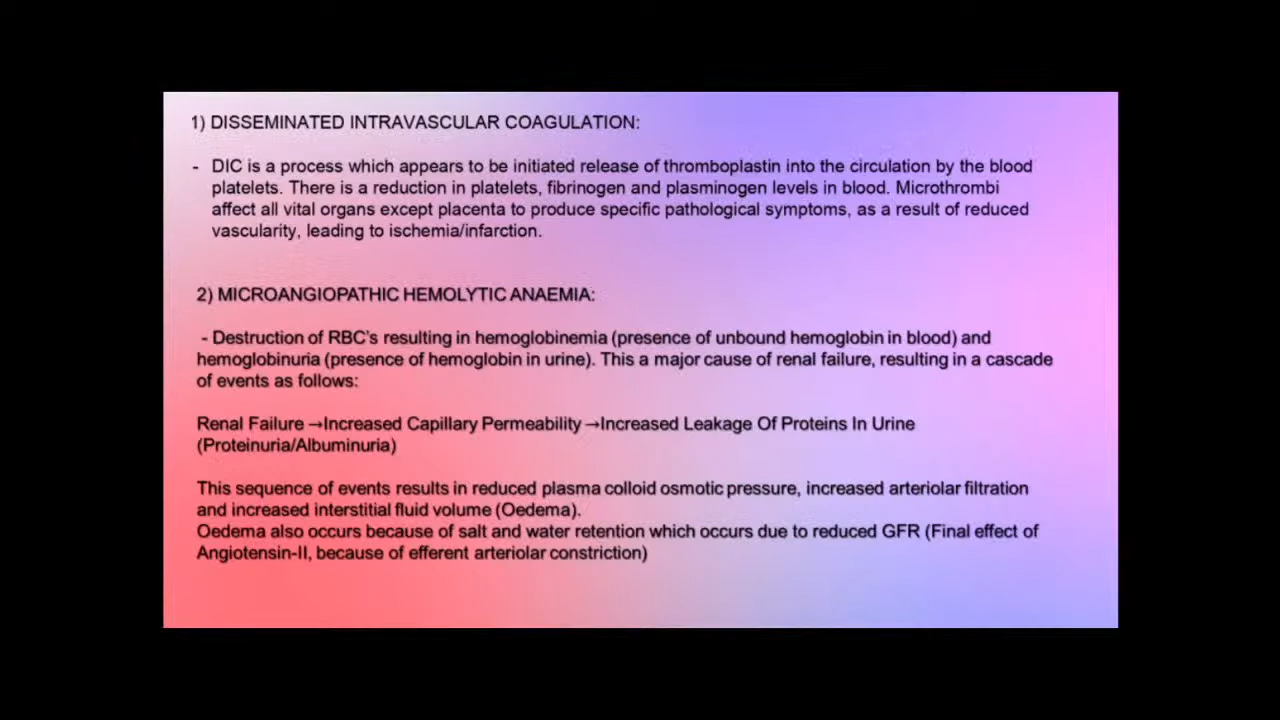 1) DISSEMINATED INTRAVASCULAR COAGULATION:
- DIC is a process which appears to be initiated release of thromboplastin into the circulation by the blood
platelets. There is a reduction in platelets, fibrinogen and plasminogen levels in blood. Microthrombi
affect all vital organs except placenta to produce specific pathological symptoms, as a result of reduced
vascularity, leading to ischemia/infarction.
2) MICROANGIOPATHIC HEMOLYTIC ANAEMIA:
- Destruction of RBC's resulting in hemoglobinemia (presence of unbound hemoglobin in blood) and
hemoglobinuria (presence of hemoglobin in urine). This a major cause of renal failure, resulting in a cascade
of events as follows:
Renal Failure →Increased Capillary Permeability →Increased Leakage Of Proteins In Urine
(Proteinuria/Albuminuria)
This sequence of events results in reduced plasma colloid osmotic pressure, increased arteriolar filtration
and increased interstitial fluid volume (Oedema).
Oedema also occurs because of salt and water retention which occurs due to reduced GFR (Final effect of
Angiotensin-II, because of efferent arteriolar constriction)